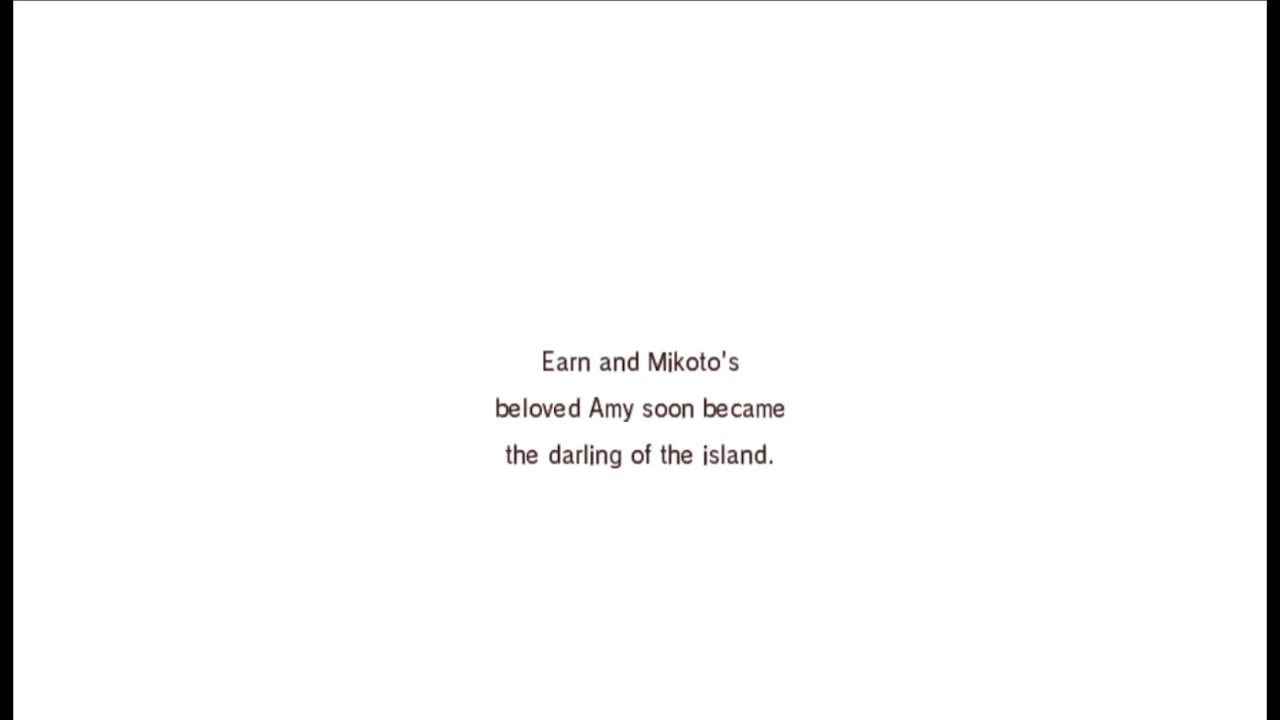 Earn and Mikoto's
beloved Amy soon became
the darling of the island.